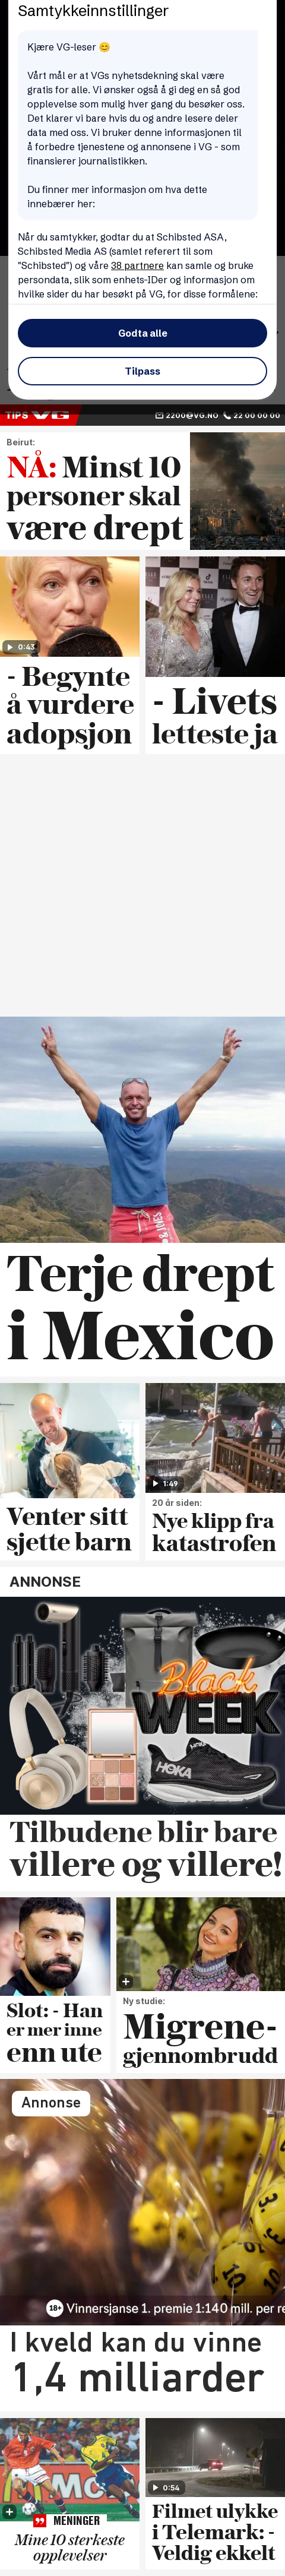 Samtykkeinnstillinger
Kjære VG-leser 😊
Vårt mål er at VGs nyhetsdekning skal være
gratis for alle. Vi ønsker også å gi deg en så god
opplevelse som mulig hver gang du besøker oss.
Det klarer vi bare hvis du og andre lesere deler
data med oss. Vi bruker denne informasjonen til
å forbedre tjenestene og annonsene i VG - som
finansierer journalistikken.
Du finner mer informasjon om hva dette
innebærer her:
Når du samtykker, godtar du at Schibsted ASA,
Schibsted Media AS (samlet referert til som
"Schibsted") og våre 38 partnere kan samle og bruke
persondata, slik som enhets-IDer og informasjon om
hvilke sider du har besøkt på VG, for disse formålene:
Godta alle
Tilpass
TIPS VG
2200@VG.NO 22 00 00 00
Beirut:
NÅ: Minst 10
personer skal
være drept
0:43
- Begynte
å vurdere
adopsjon
- Livets
letteste ja
Terje drept
i Mexico
Venter sitt
sjette barn
1:49
20 år siden:
Nye klipp fra
katastrofen
ANNONSE
Black
WEEK
HOKA
Tilbudene blir bare
villere og villere!
Slot: - Han
er mer inne
enn ute
Ny studie:
Migrene-
gjennombrudd
Annonse
18+ Vinnersjanse 1. premie 1:140 mill. per re
I kveld kan du vinne
1,4 milliarder
MENINGER
Mine 10 sterkeste
opplevelser
0:54
Filmet ulykke
i Telemark: -
Veldig ekkelt